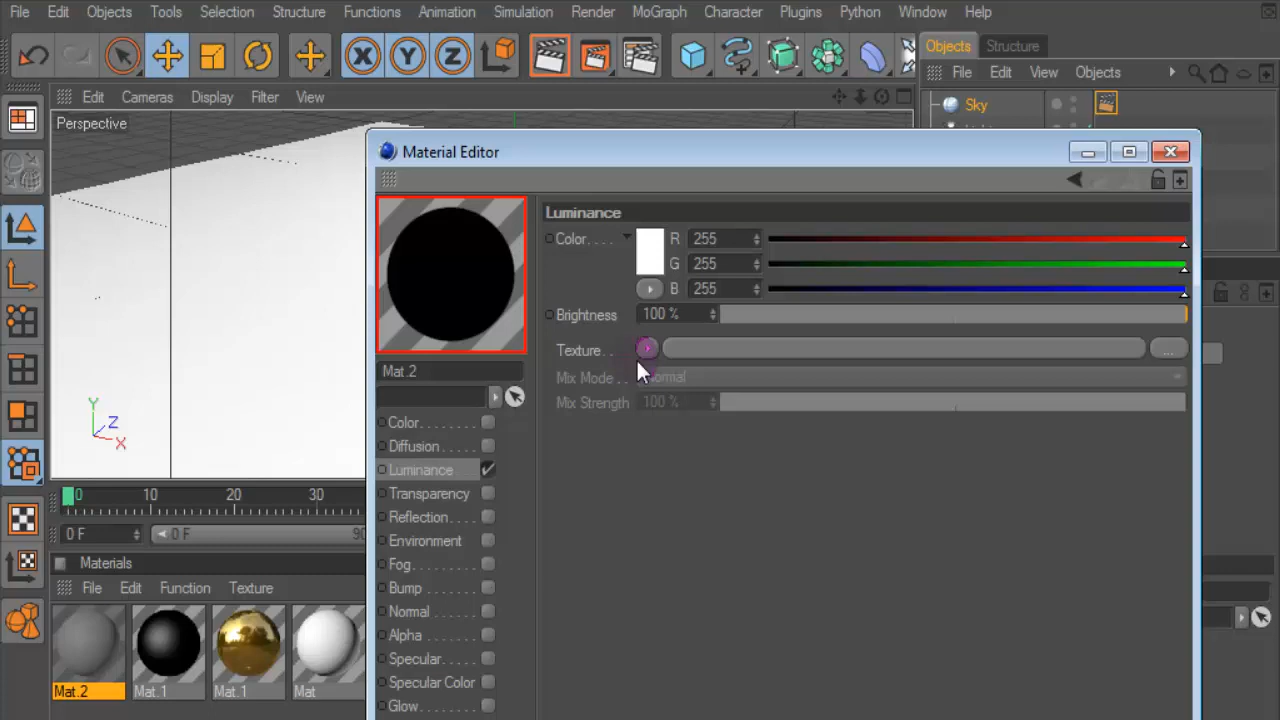 File Edit Objects Tools Selection Structure Functions Animation Simulation Render MoGraph Character Plugins Python Window Help
X Y Z
Objects Structure
File Edit View Objects
Edit Cameras Display Filter View
Sky
Perspective
Material Editor
Luminance
Color. . . . R 255
G 255
B 255
Brightness 100 %
Texture. .
...
Mix Mode . . Normal
Mix Strength 100 %
Mat.2
Color. . . . . . . .
Diffusion . . . . .
Luminance
Transparency
Reflection. . . .
Environment
Fog. . . . . . . . .
Bump . . . . . . .
Normal . . . . . .
Alpha . . . . . . .
Specular. . . . .
Specular Color
Glow. . . . . . . .
Y
Z
X
0 10 20 30
0 F 0 F 90
Materials
File Edit Function Texture
Mat.2 Mat.1 Mat.1 Mat